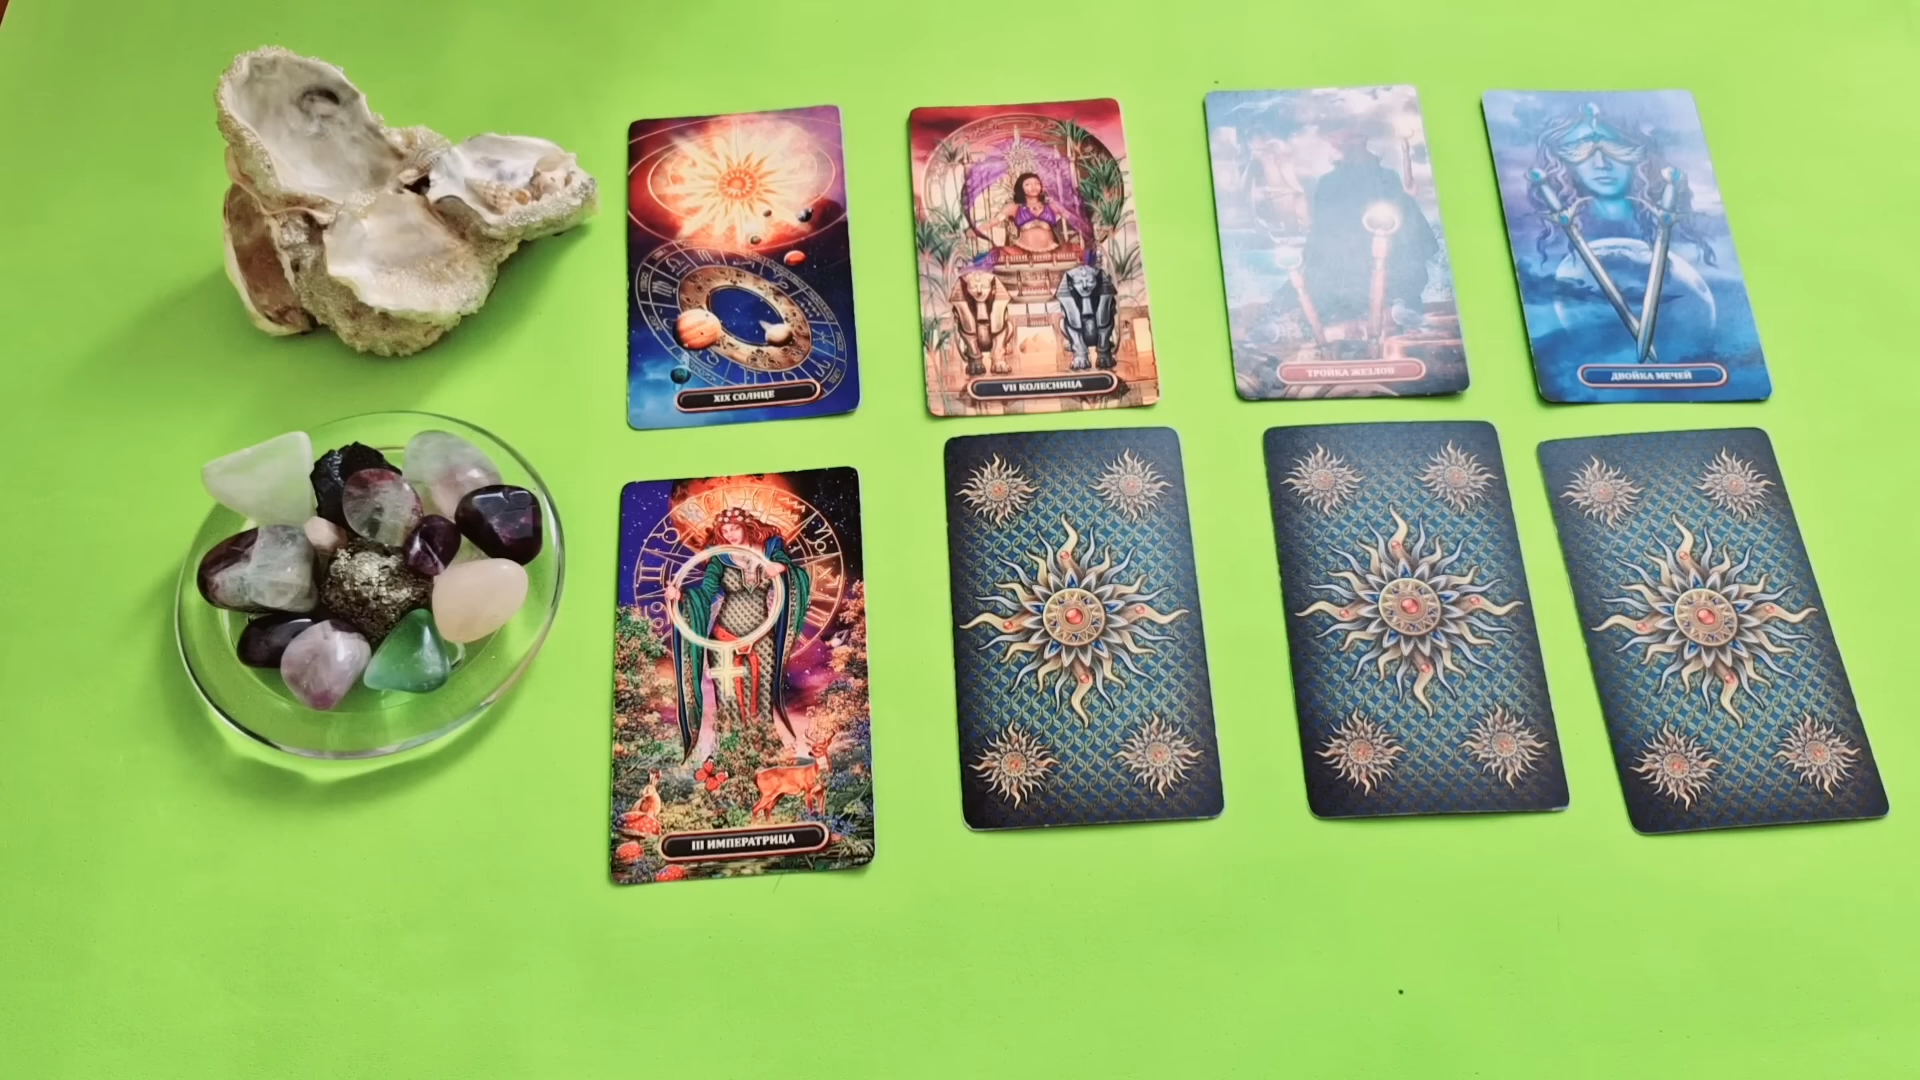 XIX СОЛНЦЕ
VII КОЛЕСНИЦА
ТРОЙКА ЖЕЗЛОВ
ДВОЙКА МЕЧЕЙ
III ИМПЕРАТРИЦА